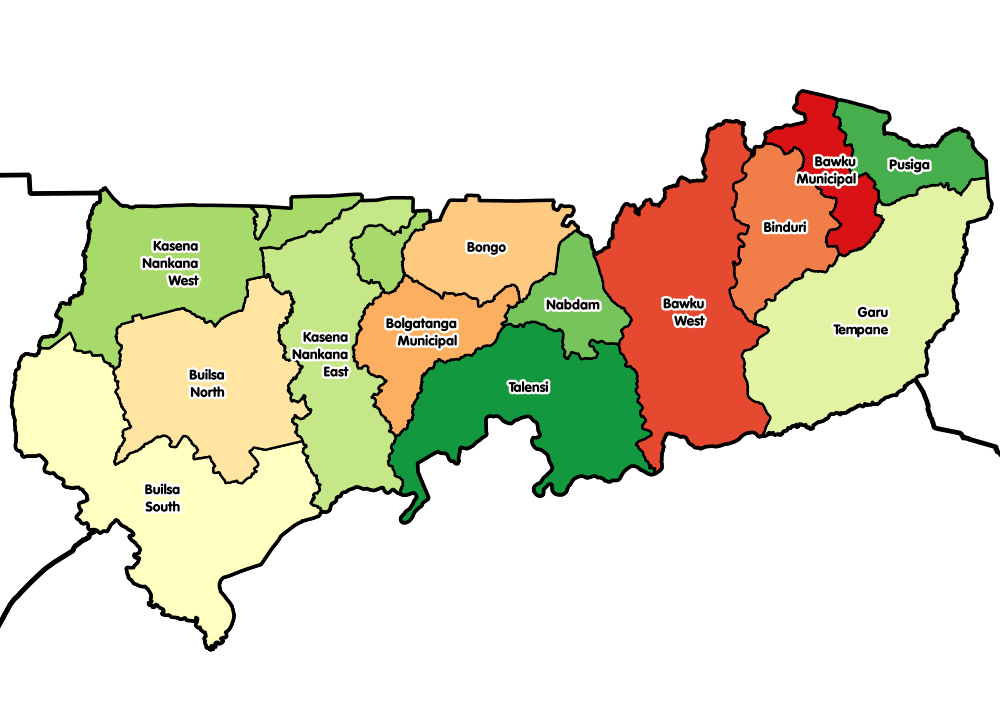 Bawku
Municipal
Pusiga
Binduri
Kasena
Nankana
West
Bongo
Nabdam
Bawku
West
Garu
Tempane
Bolgatanga
Municipal
Kasena
Nankana
East
Builsa
North
Talensi
Builsa
South